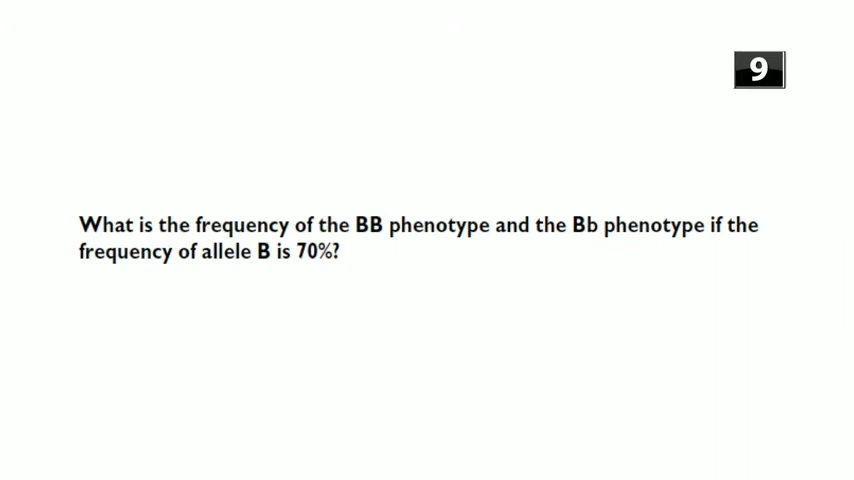 9
What is the frequency of the BB phenotype and the Bb phenotype if the
frequency of allele B is 70%?